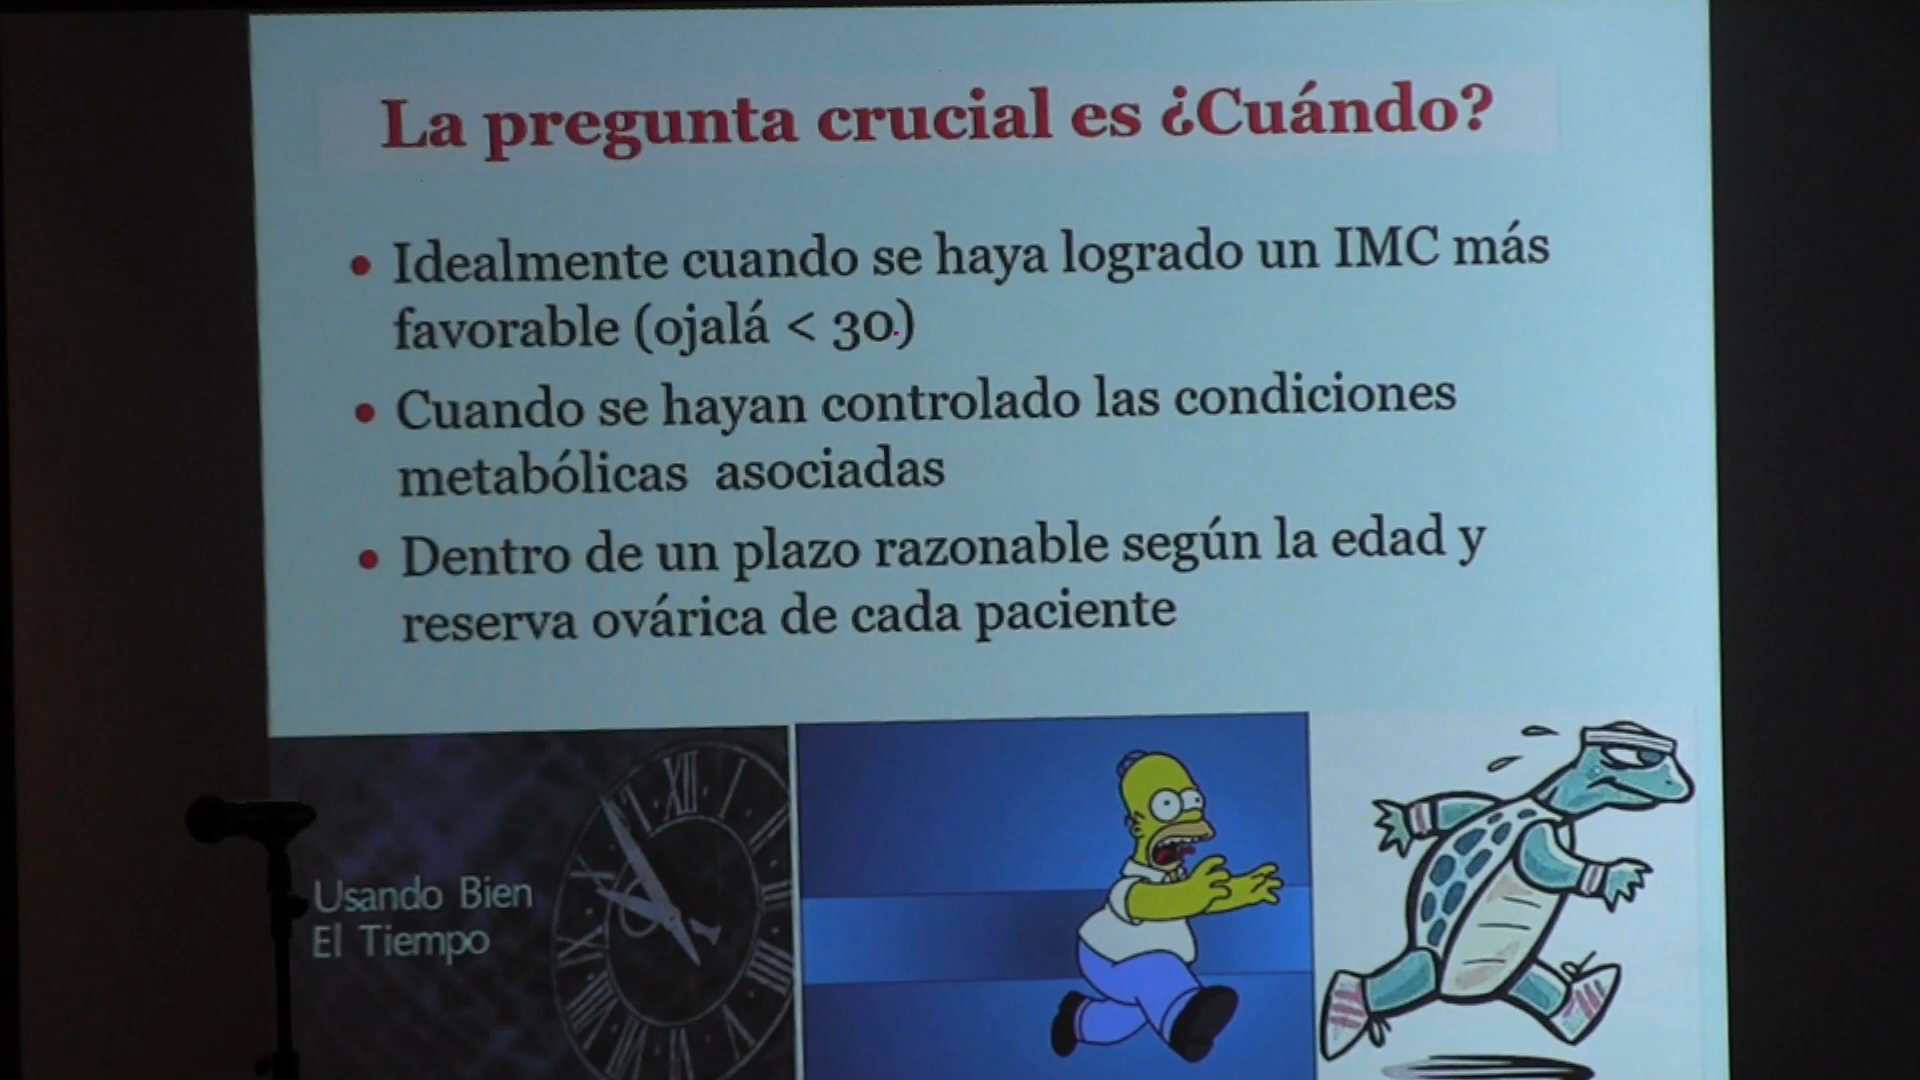 La pregunta crucial es ¿Cuándo?
• Idealmente cuando se haya logrado un IMC más
favorable (ojalá < 30.)
• Cuando se hayan controlado las condiciones
metabólicas asociadas
• Dentro de un plazo razonable según la edad y
reserva ovárica de cada paciente
Usando Bien
El Tiempo